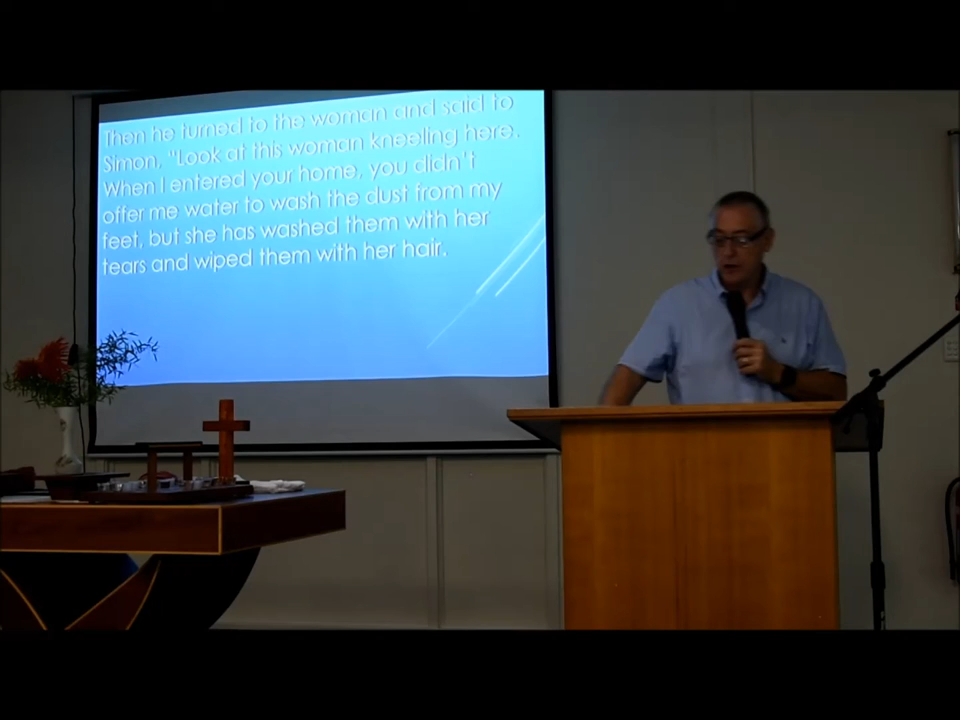 Then he turned to the woman and said to
Simon, "Look at this woman kneeling here.
When I entered your home, you didn't
offer me water to wash the dust from my
feet, but she has washed them with her
tears and wiped them with her hair.